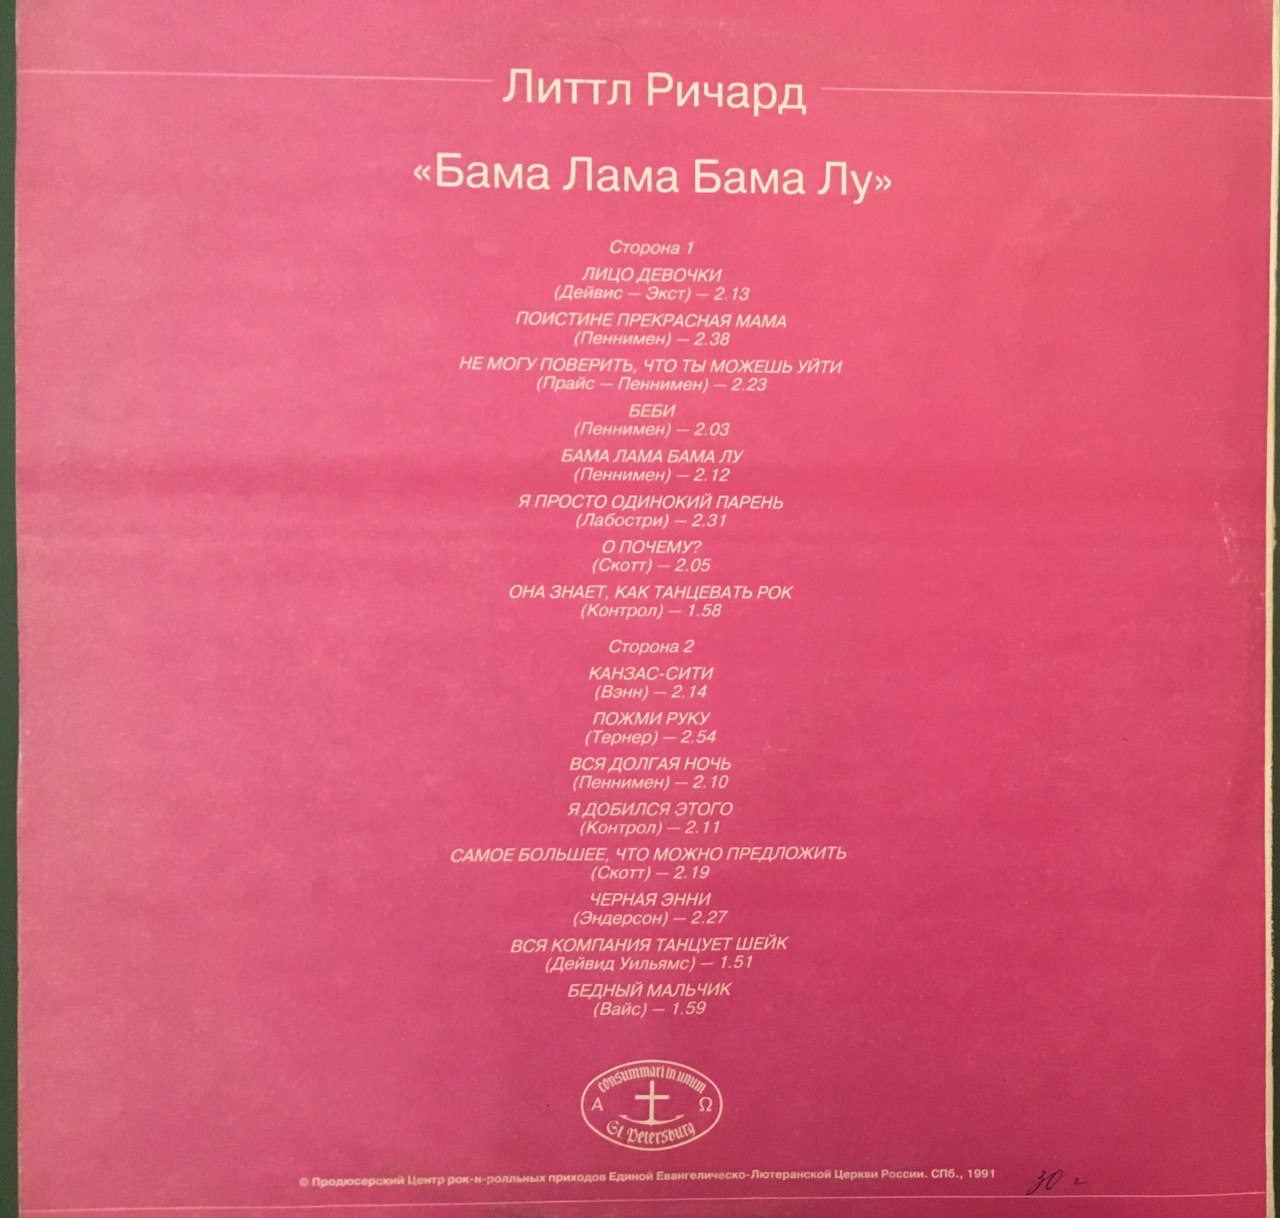 Литтл Ричард
«Бама Лама Бама Лу»
Сторона 1
ЛИЦО ДЕВОЧКИ
(Дейвис — Экст) — 2.13
ПОИСТИНЕ ПРЕКРАСНАЯ МАМА
(Пеннимен) — 2.38
НЕ МОГУ ПОВЕРИТЬ, ЧТО ТЫ МОЖЕШЬ УЙТИ
(Прайс — Пеннимен) — 2.23
БЕБИ
(Пеннимен) — 2.03
БАМА ЛАМА БАМА ЛУ
(Пеннимен) — 2.12
Я ПРОСТО ОДИНОКИЙ ПАРЕНЬ
(Лабостри) — 2.31
О ПОЧЕМУ?
(Скотт) — 2.05
ОНА ЗНАЕТ, КАК ТАНЦЕВАТЬ РОК
(Контрол) — 1.58
Сторона 2
КАНЗАС-СИТИ
(Вэнн) — 2.14
ПОЖМИ РУКУ
(Тернер) — 2.54
ВСЯ ДОЛГАЯ НОЧЬ
(Пеннимен) — 2.10
Я ДОБИЛСЯ ЭТОГО
(Контрол) — 2.11
САМОЕ БОЛЬШЕЕ, ЧТО МОЖНО ПРЕДЛОЖИТЬ
(Скотт) — 2.19
ЧЕРНАЯ ЭННИ
(Эндерсон) — 2.27
ВСЯ КОМПАНИЯ ТАНЦУЕТ ШЕЙК
(Дейвид Уильямс) — 1.51
БЕДНЫЙ МАЛЬЧИК
(Вайс) — 1.59
consummari in unum
Α Ω
St. Petersburg
© Продюсерский Центр рок-н-ролльных приходов Единой Евангелическо-Лютеранской Церкви России. СПб., 1991
30